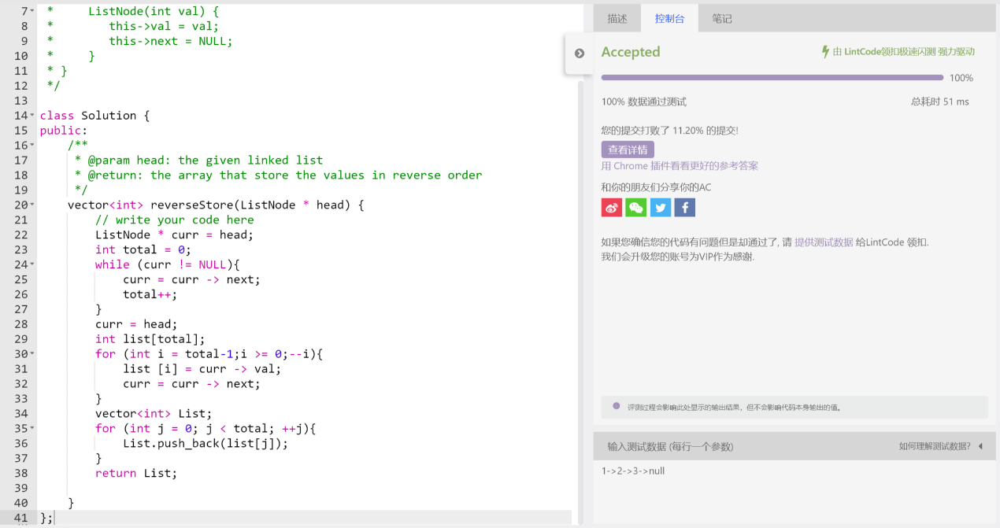 7 *     ListNode(int val) {
8 *        this->val = val;
9 *        this->next = NULL;
10 *     }
11 * }
12 */
13
14 class Solution {
15 public:
16     /**
17      * @param head: the given linked list
18      * @return: the array that store the values in reverse order
19      */
20     vector<int> reverseStore(ListNode * head) {
21         // write your code here
22         ListNode * curr = head;
23         int total = 0;
24         while (curr != NULL){
25             curr = curr -> next;
26             total++;
27         }
28         curr = head;
29         int list[total];
30         for (int i = total-1;i >= 0;--i){
31             list [i] = curr -> val;
32             curr = curr -> next;
33         }
34         vector<int> List;
35         for (int j = 0; j < total; ++j){
36             List.push_back(list[j]);
37         }
38         return List;
39
40     }
41 };
描述 控制台 笔记
Accepted 由 LintCode领扣极速闪测 强力驱动
100%
100% 数据通过测试 总耗时 51 ms
您的提交打败了 11.20% 的提交!
查看详情
用 Chrome 插件看看更好的参考答案
和你的朋友们分享你的AC
如果您确信您的代码有问题但是却通过了, 请 提供测试数据 给LintCode 领扣.
我们会升级您的账号为VIP作为感谢.
评测过程会影响此处显示的输出结果，但不会影响代码本身输出的值。
输入测试数据 (每行一个参数) 如何理解测试数据?
1->2->3->null